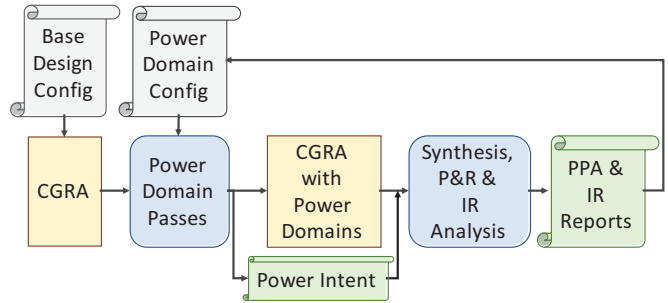 Base
Design
Config
Power
Domain
Config
CGRA
Power
Domain
Passes
CGRA
with
Power
Domains
Synthesis,
P&R &
IR
Analysis
PPA &
IR
Reports
Power Intent